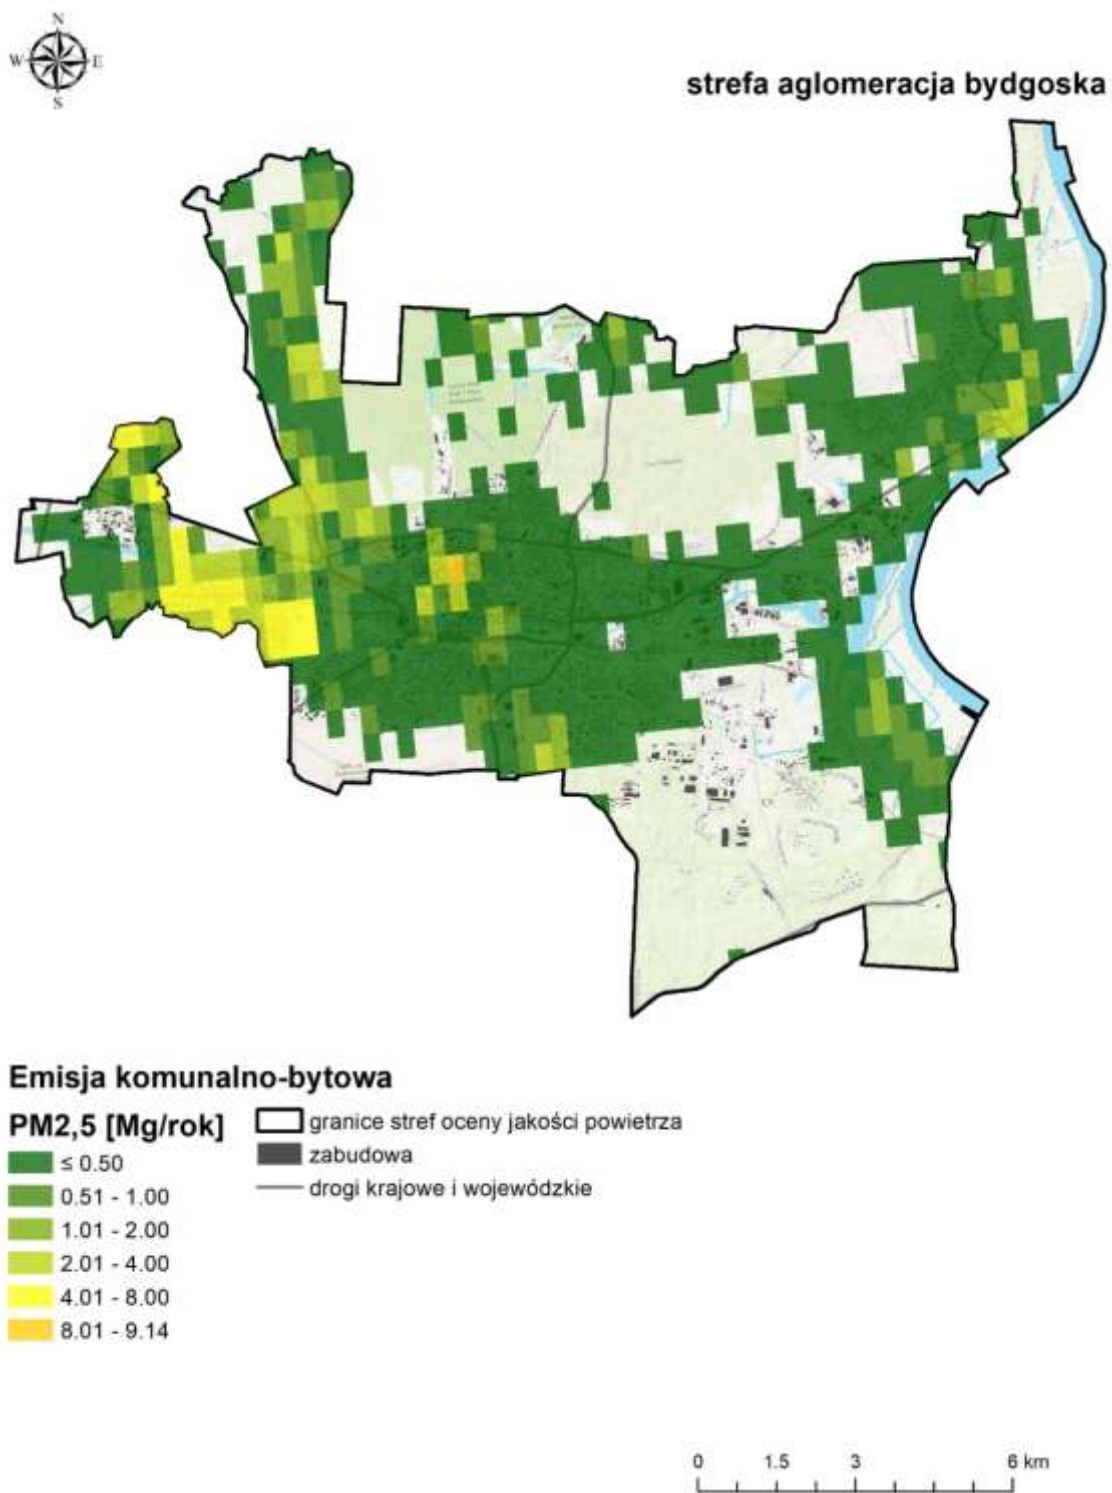 N
W E
S
strefa aglomeracja bydgoska
Emisja komunalno-bytowa
PM2,5 [Mg/rok]
≤ 0.50
0.51 - 1.00
1.01 - 2.00
2.01 - 4.00
4.01 - 8.00
8.01 - 9.14
granice stref oceny jakości powietrza
zabudowa
drogi krajowe i wojewódzkie
0 1.5 3 6 km